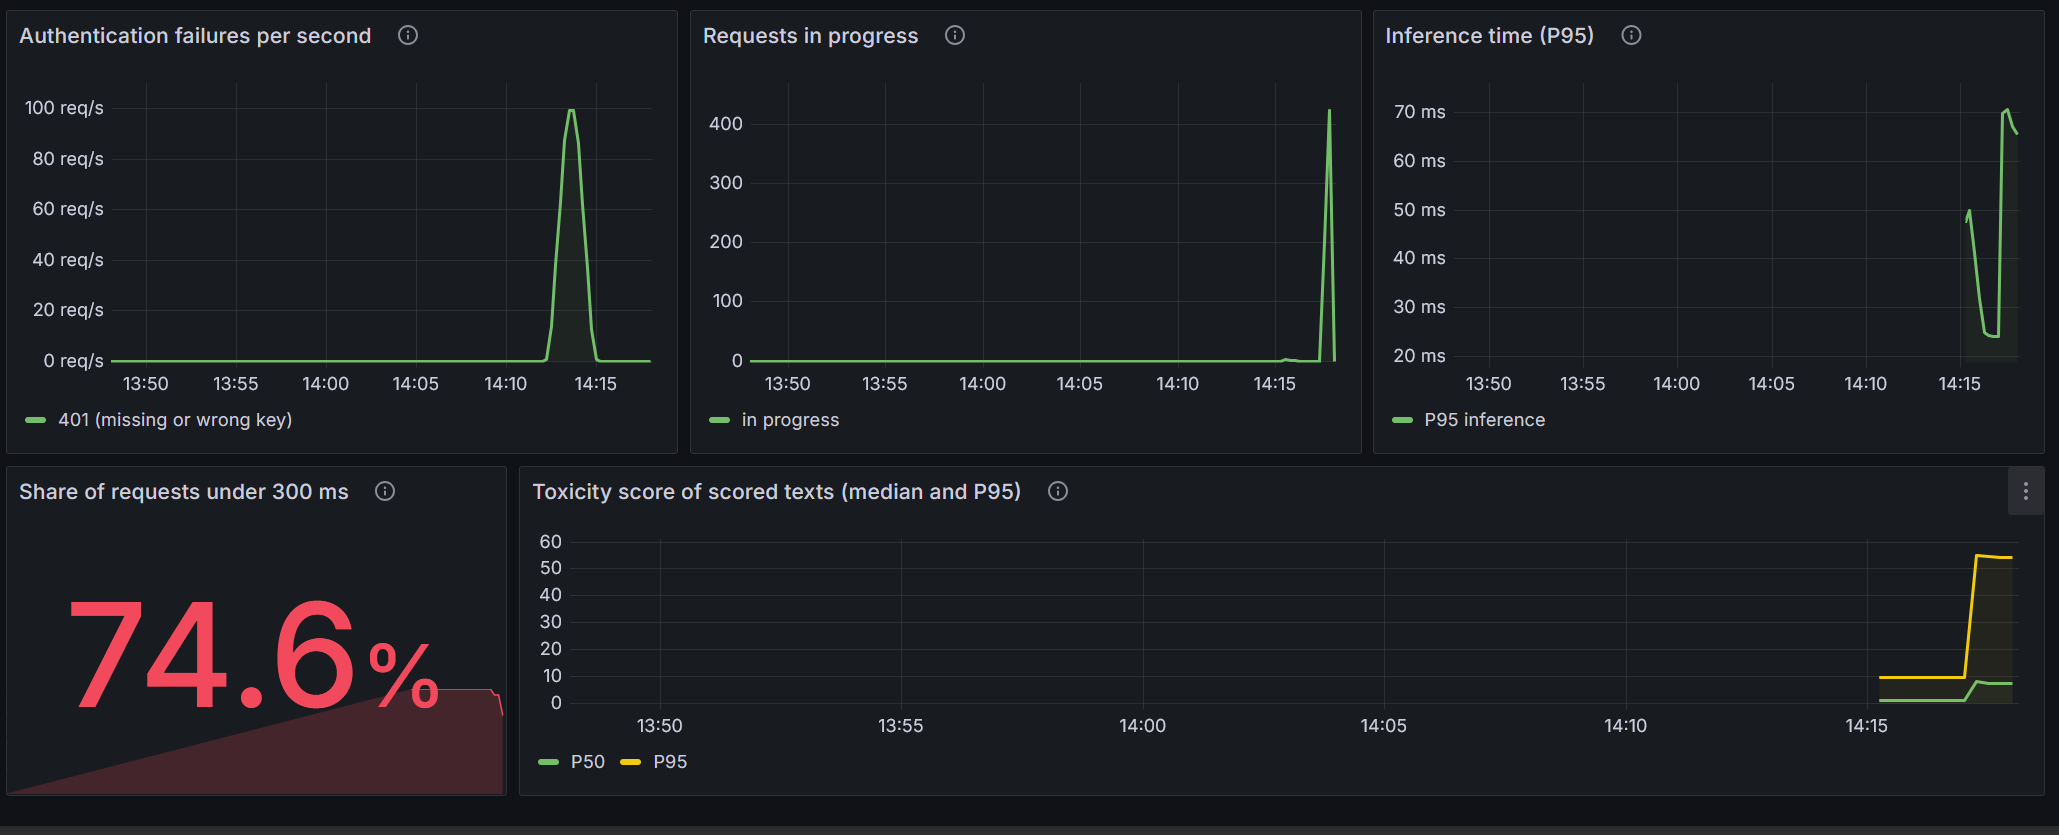 Authentication failures per second
100 req/s
80 req/s
60 req/s
40 req/s
20 req/s
0 req/s
13:50 13:55 14:00 14:05 14:10 14:15
401 (missing or wrong key)
Requests in progress
400
300
200
100
0
13:50 13:55 14:00 14:05 14:10 14:15
in progress
Inference time (P95)
70 ms
60 ms
50 ms
40 ms
30 ms
20 ms
13:50 13:55 14:00 14:05 14:10 14:15
P95 inference
Share of requests under 300 ms
74.6%
Toxicity score of scored texts (median and P95)
60
50
40
30
20
10
0
13:50 13:55 14:00 14:05 14:10 14:15
P50 P95